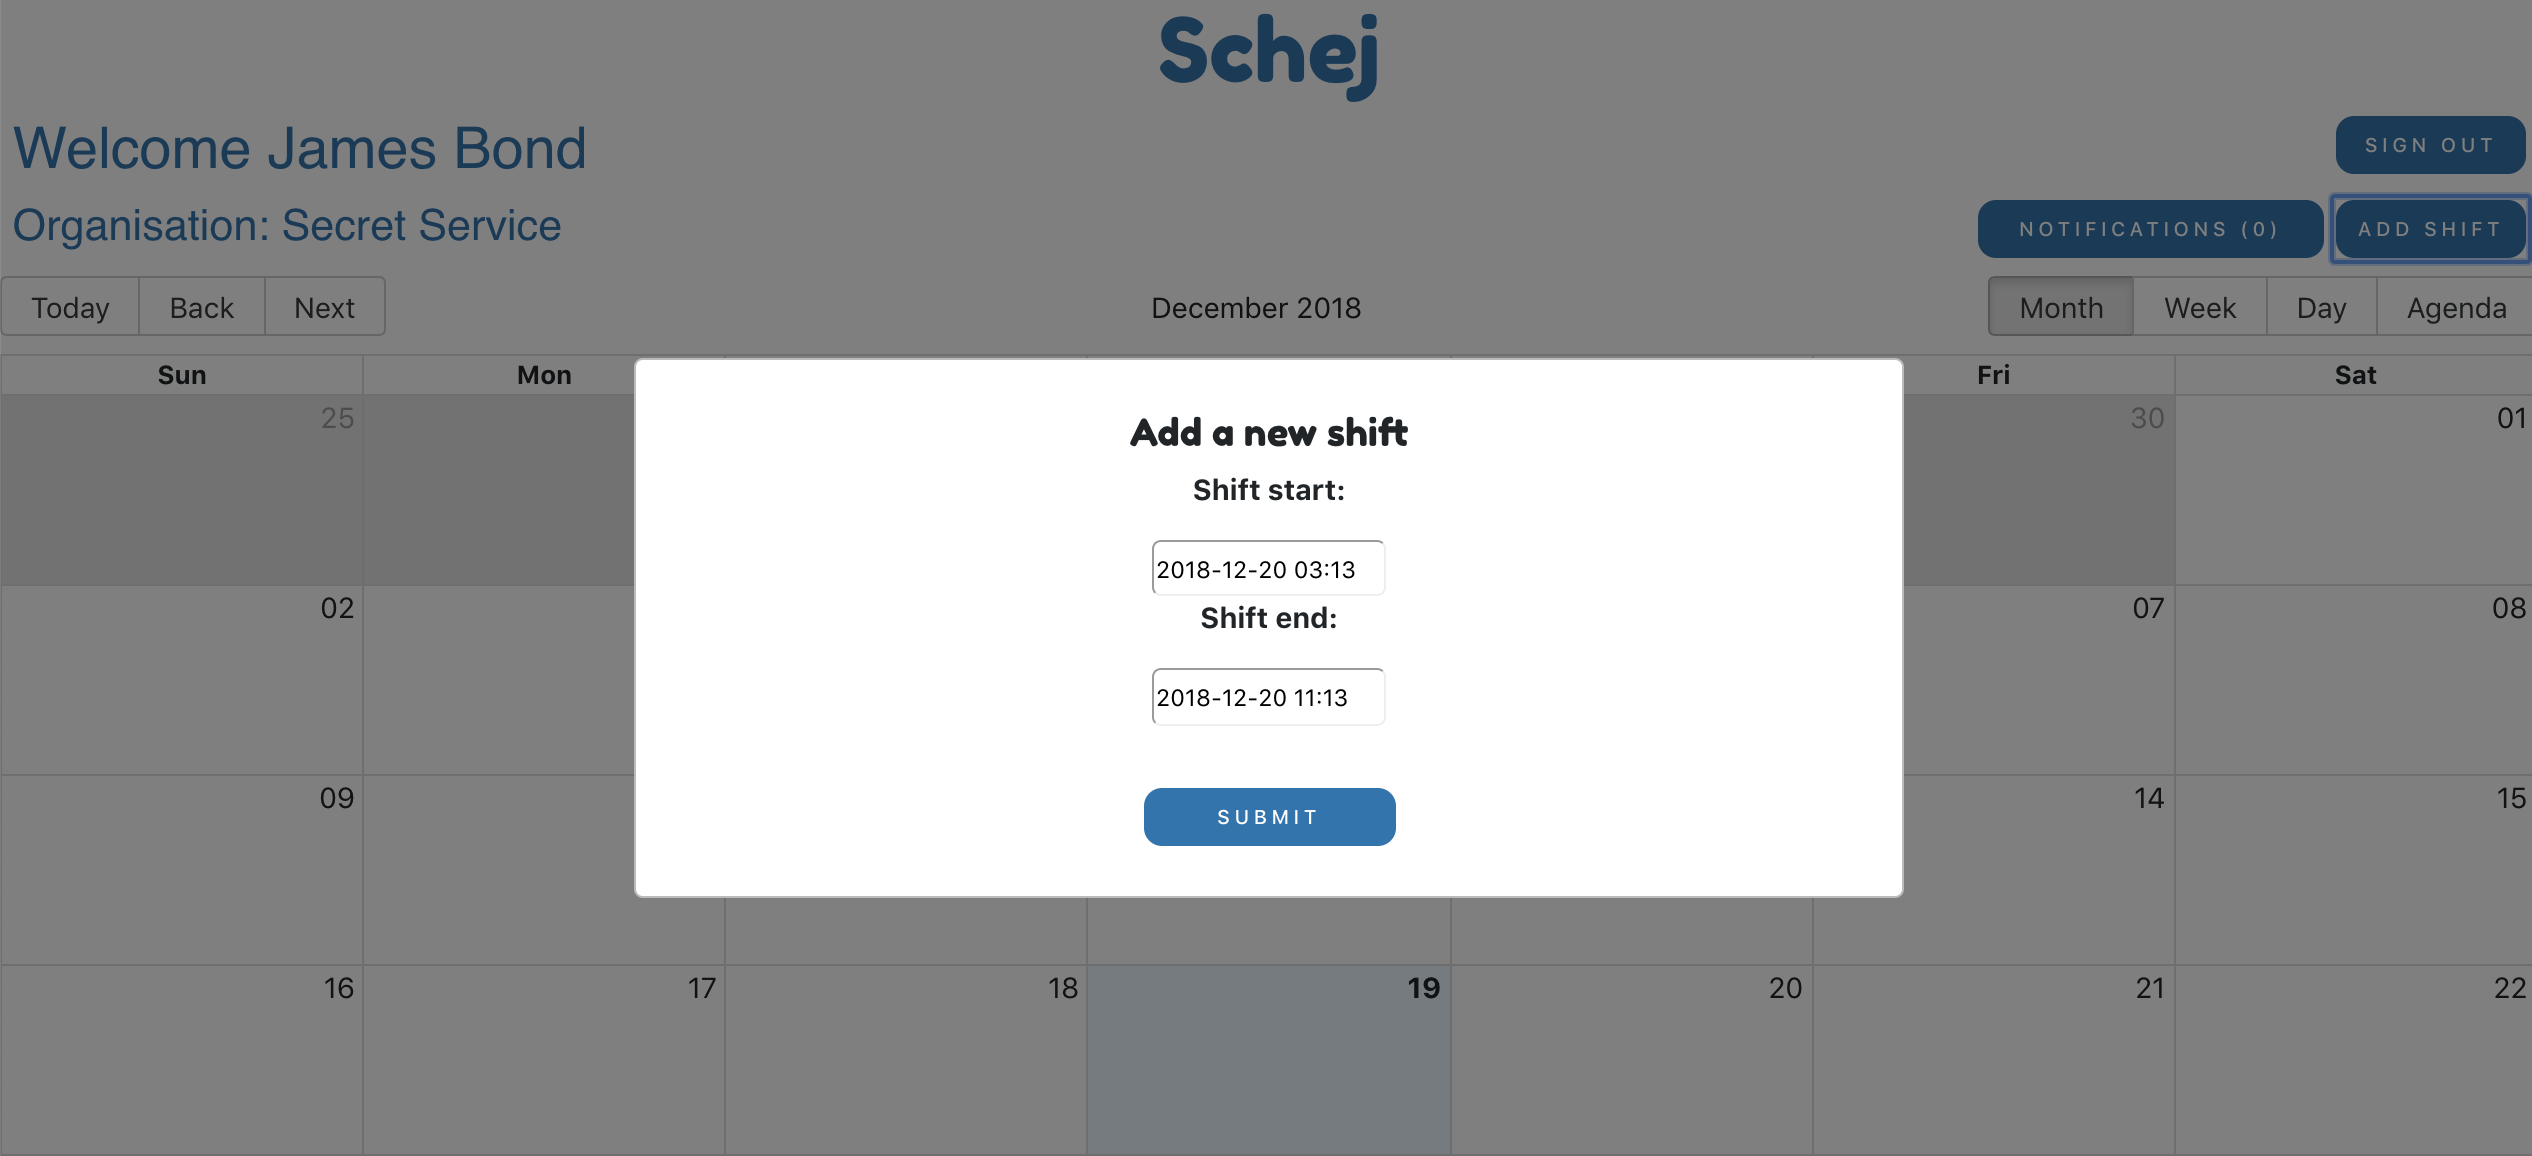 Schej
Welcome James Bond
SIGN OUT
Organisation: Secret Service
NOTIFICATIONS (0)
ADD SHIFT
Today Back Next
December 2018
Month Week Day Agenda
Sun Mon Fri Sat
25 30 01
Add a new shift
Shift start:
2018-12-20 03:13
Shift end:
2018-12-20 11:13
SUBMIT
02 07 08
09 14 15
16 17 18 19 20 21 22